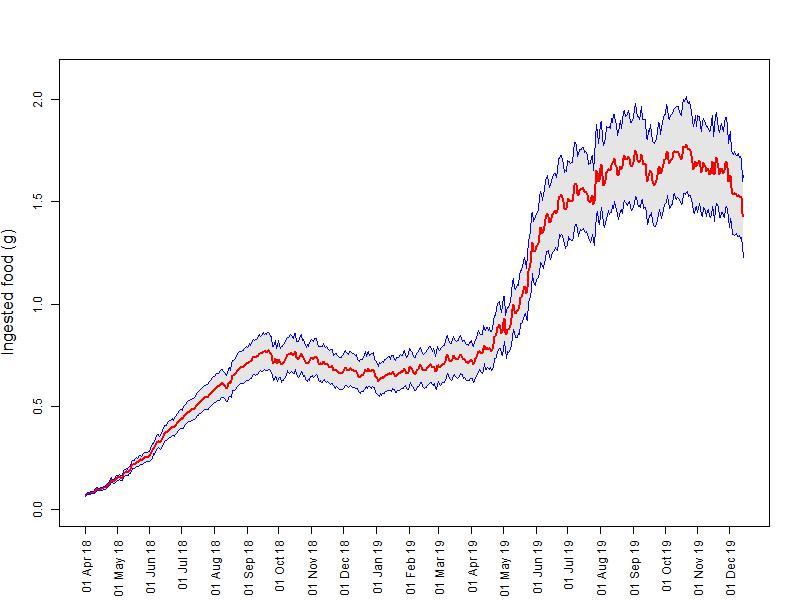 Ingested food (g)
2.0
1.5
1.0
0.5
0.0
01 Apr 18
01 May 18
01 Jun 18
01 Jul 18
01 Aug 18
01 Sep 18
01 Oct 18
01 Nov 18
01 Dec 18
01 Jan 19
01 Feb 19
01 Mar 19
01 Apr 19
01 May 19
01 Jun 19
01 Jul 19
01 Aug 19
01 Sep 19
01 Oct 19
01 Nov 19
01 Dec 19